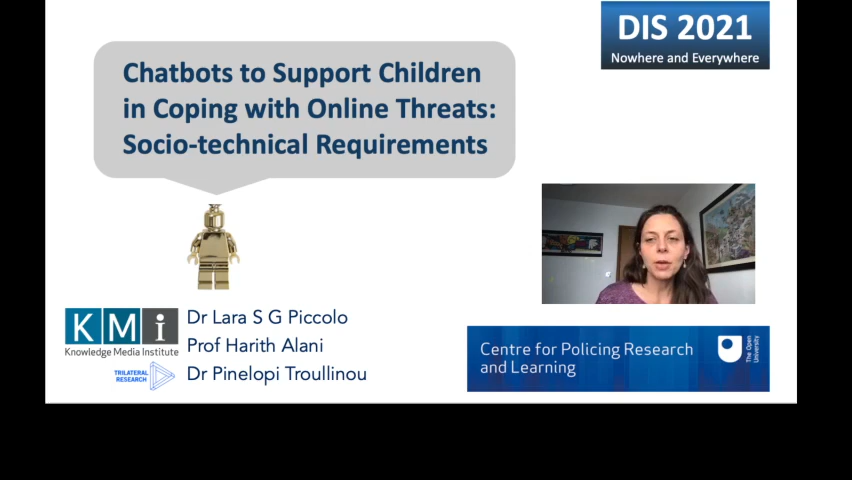 DIS 2021
Nowhere and Everywhere
Chatbots to Support Children
in Coping with Online Threats:
Socio-technical Requirements
KMi
Knowledge Media Institute
TRILATERAL
RESEARCH
Dr Lara S G Piccolo
Prof Harith Alani
Dr Pinelopi Troullinou
Centre for Policing Research
and Learning
The Open
University